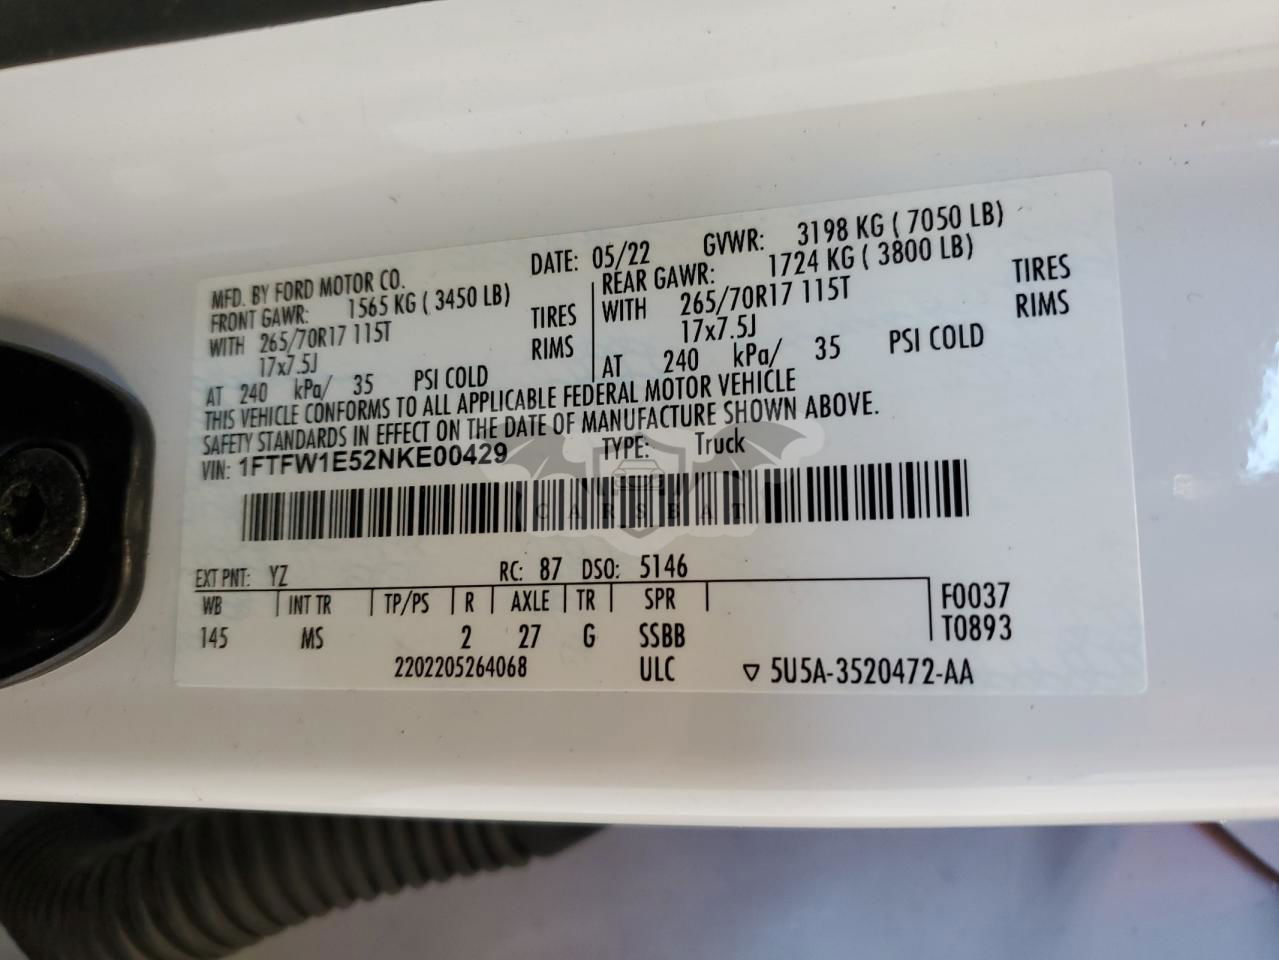 MFD. BY FORD MOTOR CO. DATE: 05/22 GVWR: 3198 KG ( 7050 LB)
FRONT GAWR: 1565 KG ( 3450 LB) REAR GAWR: 1724 KG ( 3800 LB)
WITH 265/70R17 115T TIRES WITH 265/70R17 115T TIRES
17x7.5J RIMS 17x7.5J RIMS
AT 240 kPa/ 35 PSI COLD AT 240 kPa/ 35 PSI COLD
THIS VEHICLE CONFORMS TO ALL APPLICABLE FEDERAL MOTOR VEHICLE
SAFETY STANDARDS IN EFFECT ON THE DATE OF MANUFACTURE SHOWN ABOVE.
VIN: 1FTFW1E52NKE00429 TYPE: Truck
CARSBAT
EXT PNT: YZ RC: 87 DSO: 5146
WB INT TR TP/PS R AXLE TR SPR F0037
145 MS 2 27 G SSBB T0893
2202205264068 ULC ▽ 5U5A-3520472-AA